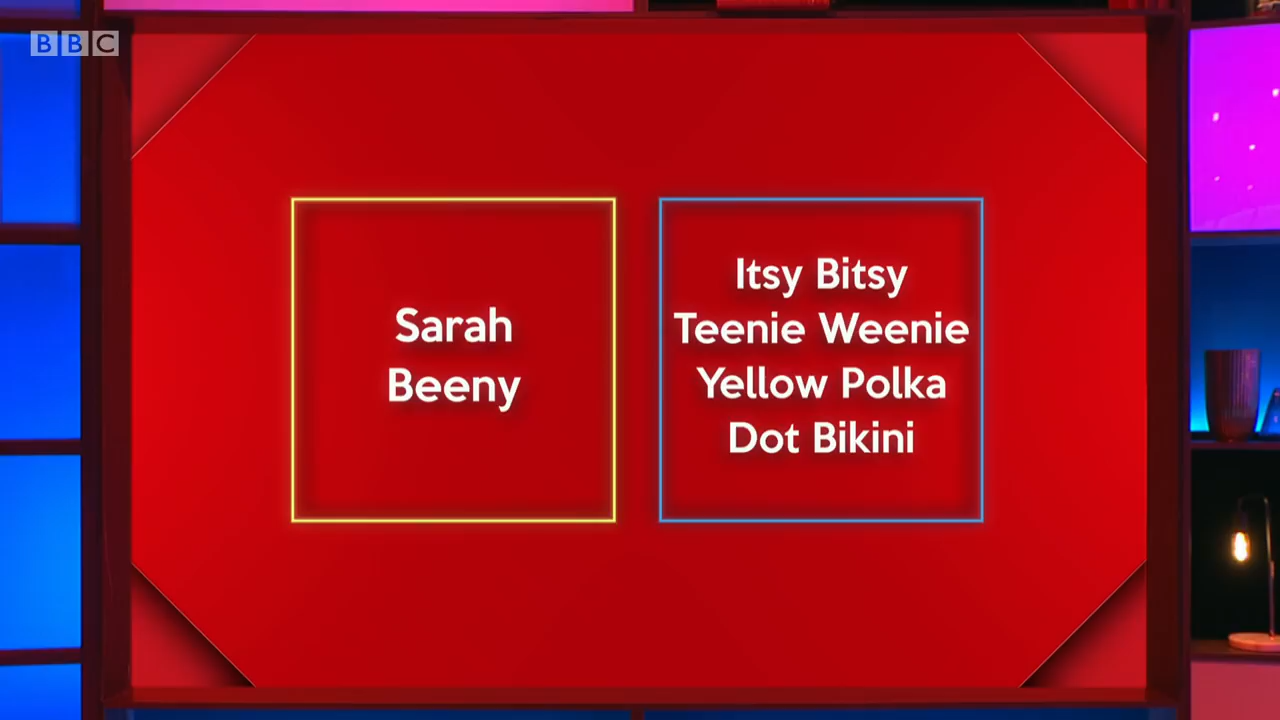 BBC
Sarah
Beeny
Itsy Bitsy
Teenie Weenie
Yellow Polka
Dot Bikini